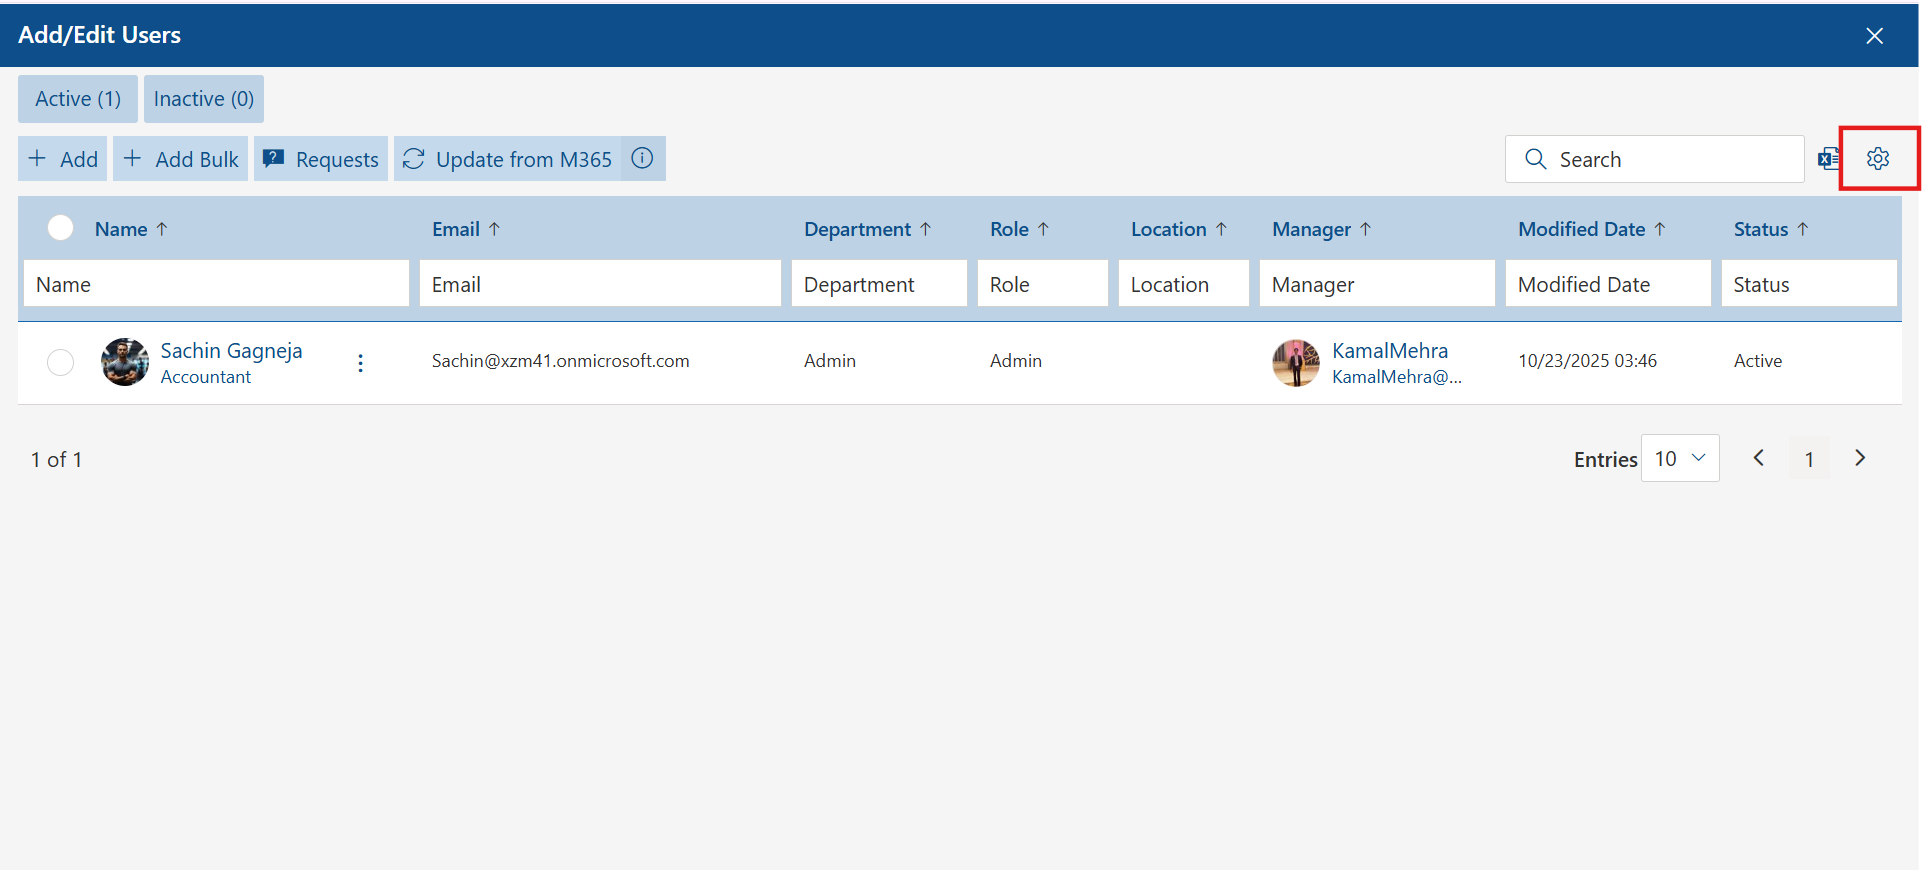 Add/Edit Users
Active (1) Inactive (0)
Add Add Bulk Requests Update from M365 Search
Name Email Department Role Location Manager Modified Date Status
Name Email Department Role Location Manager Modified Date Status
Sachin Gagneja
Accountant
Sachin@xzm41.onmicrosoft.com Admin Admin
KamalMehra
KamalMehra@...
10/23/2025 03:46 Active
1 of 1 Entries 10 1